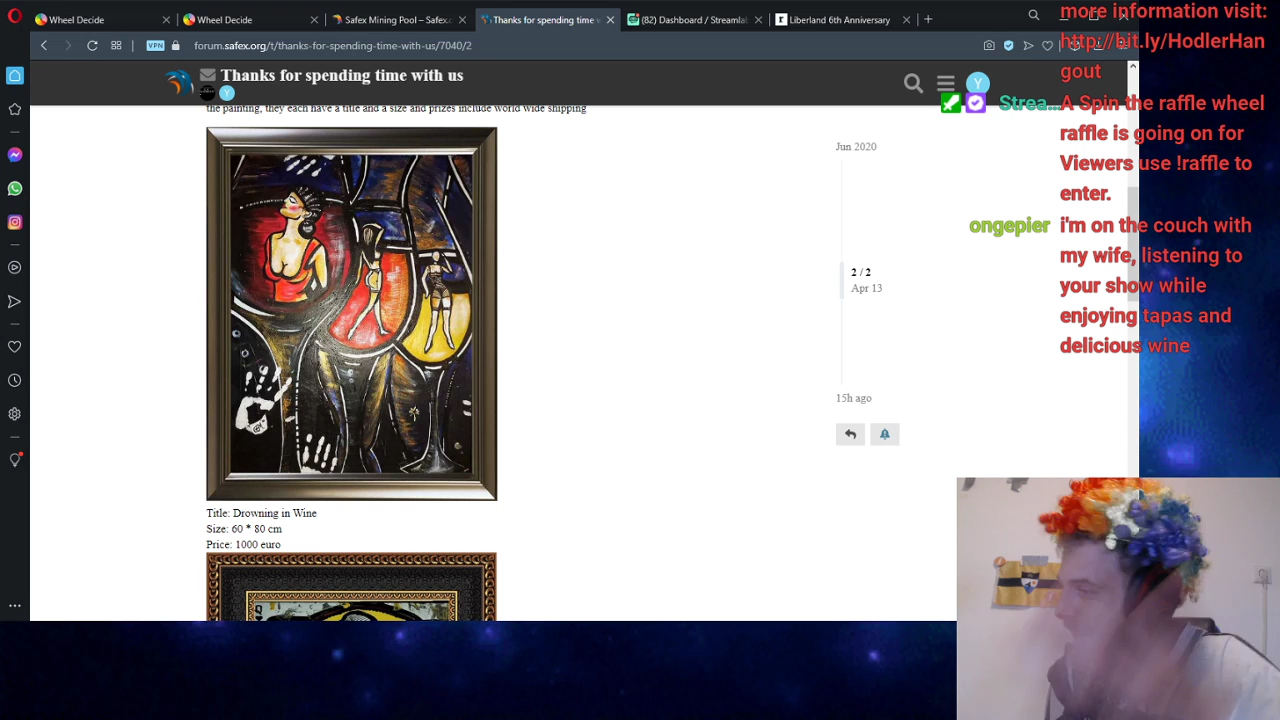 Wheel Decide
Wheel Decide
Safex Mining Pool – Safex.c
Thanks for spending time w
(82) Dashboard / Streamlab
Liberland 6th Anniversary
VPN
forum.safex.org/t/thanks-for-spending-time-with-us/7040/2
Thanks for spending time with us
Y
Y
the painting, they each have a title and a size and prizes include world wide shipping
Jun 2020
2 / 2
Apr 13
15h ago
Title: Drowning in Wine
Size: 60 * 80 cm
Price: 1000 euro
more information visit:
http://bit.ly/HodlerHan
gout
Strea... A Spin the raffle wheel
raffle is going on for
Viewers use !raffle to
enter.
ongepier i'm on the couch with
my wife, listening to
your show while
enjoying tapas and
delicious wine